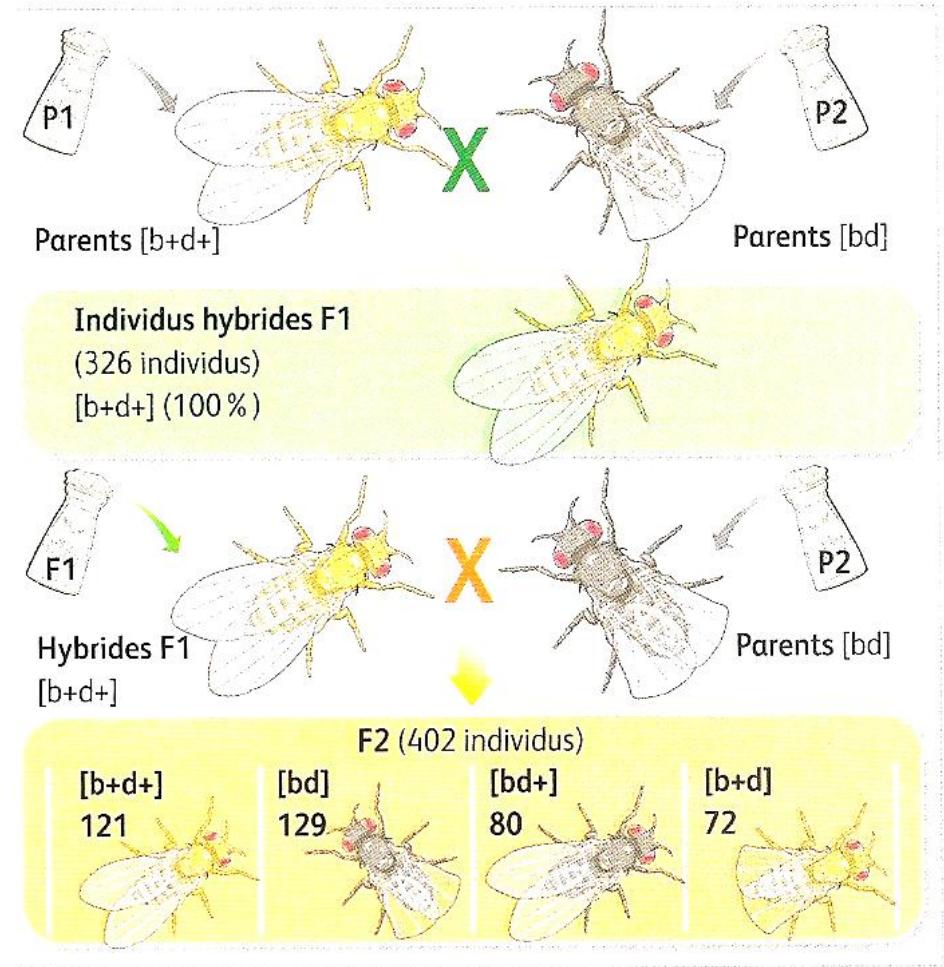 P1
X
P2
Parents [b+d+]
Parents [bd]
Individus hybrides F1
(326 individus)
[b+d+] (100 %)
F1
X
P2
Hybrides F1
[b+d+]
Parents [bd]
F2 (402 individus)
[b+d+]
121
[bd]
129
[bd+]
80
[b+d]
72